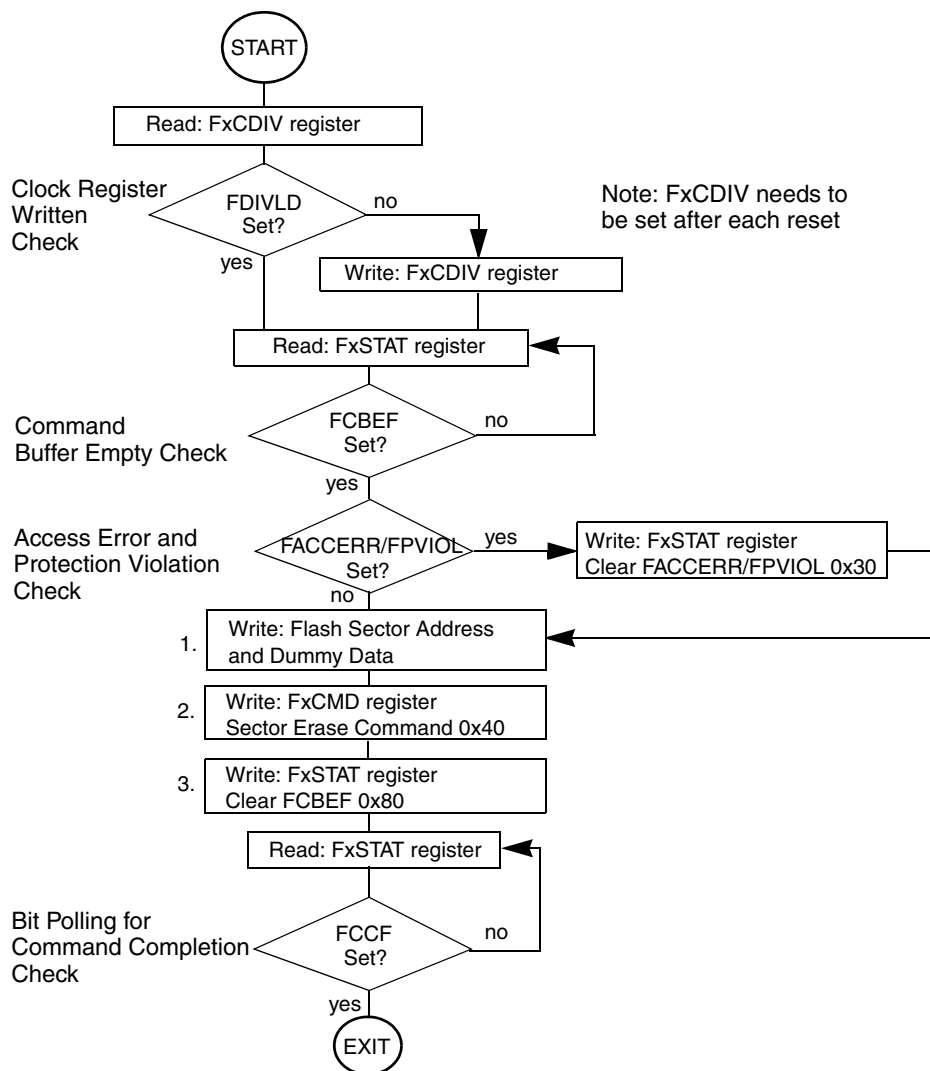 START
Read: FxCDIV register
Clock Register
Written
Check
FDIVLD
Set?
no
yes
Note: FxCDIV needs to
be set after each reset
Write: FxCDIV register
Read: FxSTAT register
Command
Buffer Empty Check
FCBEF
Set?
no
yes
Access Error and
Protection Violation
Check
FACCERR/FPVIOL
Set?
yes
no
Write: FxSTAT register
Clear FACCERR/FPVIOL 0x30
1.
Write: Flash Sector Address
and Dummy Data
2.
Write: FxCMD register
Sector Erase Command 0x40
3.
Write: FxSTAT register
Clear FCBEF 0x80
Read: FxSTAT register
Bit Polling for
Command Completion
Check
FCCF
Set?
no
yes
EXIT